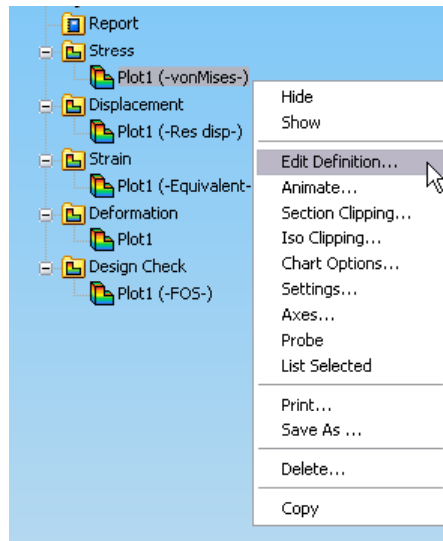 Report
Stress
Plot1 (-vonMises-)
Displacement
Plot1 (-Res disp-)
Strain
Plot1 (-Equivalent-
Deformation
Plot1
Design Check
Plot1 (-FOS-)
Hide
Show
Edit Definition...
Animate...
Section Clipping...
Iso Clipping...
Chart Options...
Settings...
Axes...
Probe
List Selected
Print...
Save As ...
Delete...
Copy